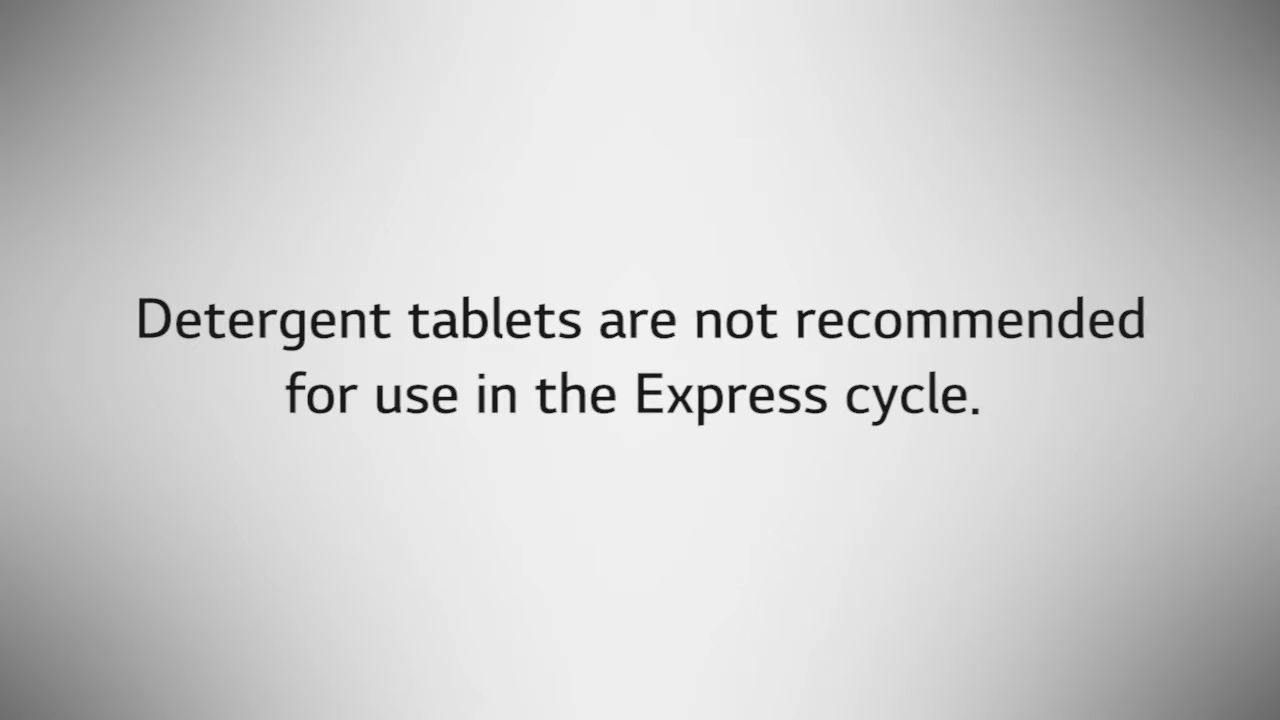 Detergent tablets are not recommended
for use in the Express cycle.